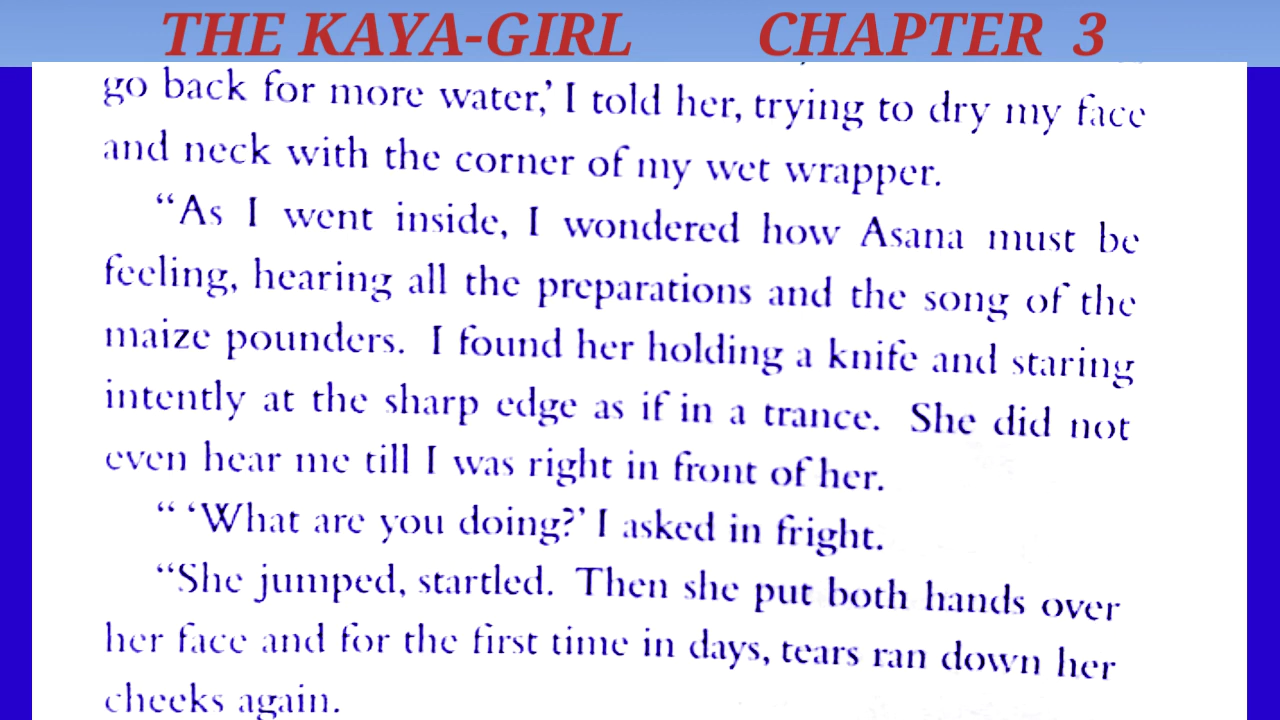 THE KAYA-GIRL CHAPTER 3
go back for more water,’ I told her, trying to dry my face
and neck with the corner of my wet wrapper.
“As I went inside, I wondered how Asana must be
feeling, hearing all the preparations and the song of the
maize pounders. I found her holding a knife and staring
intently at the sharp edge as if in a trance. She did not
even hear me till I was right in front of her.
“ ‘What are you doing?’ I asked in fright.
“She jumped, startled. Then she put both hands over
her face and for the first time in days, tears ran down her
cheeks again.